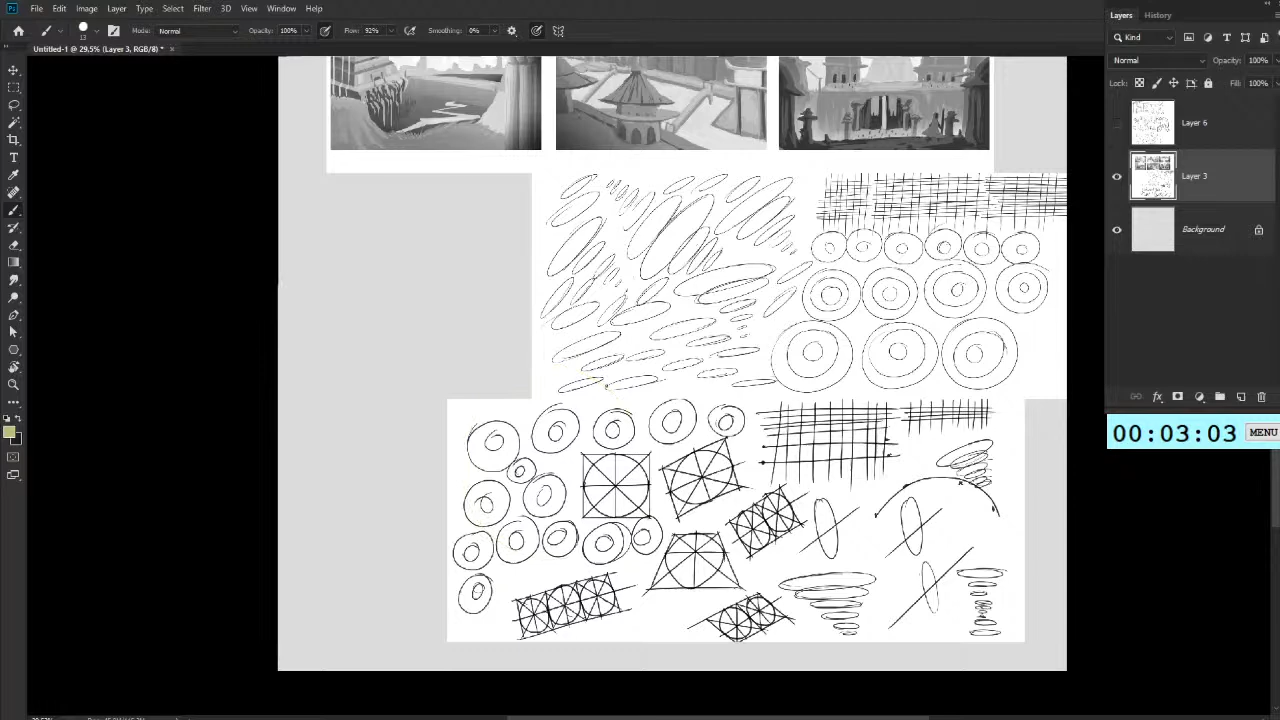 File Edit Image Layer Type Select Filter 3D View Window Help
13 Mode: Normal Opacity: 100% Flow: 92% Smoothing: 0%
Untitled-1 @ 29.5% (Layer 3, RGB/8) * ×
Layers History
Kind
Normal Opacity: 100%
Lock: Fill: 100%
Layer 6
Layer 3
Background
00:03:03 MENU